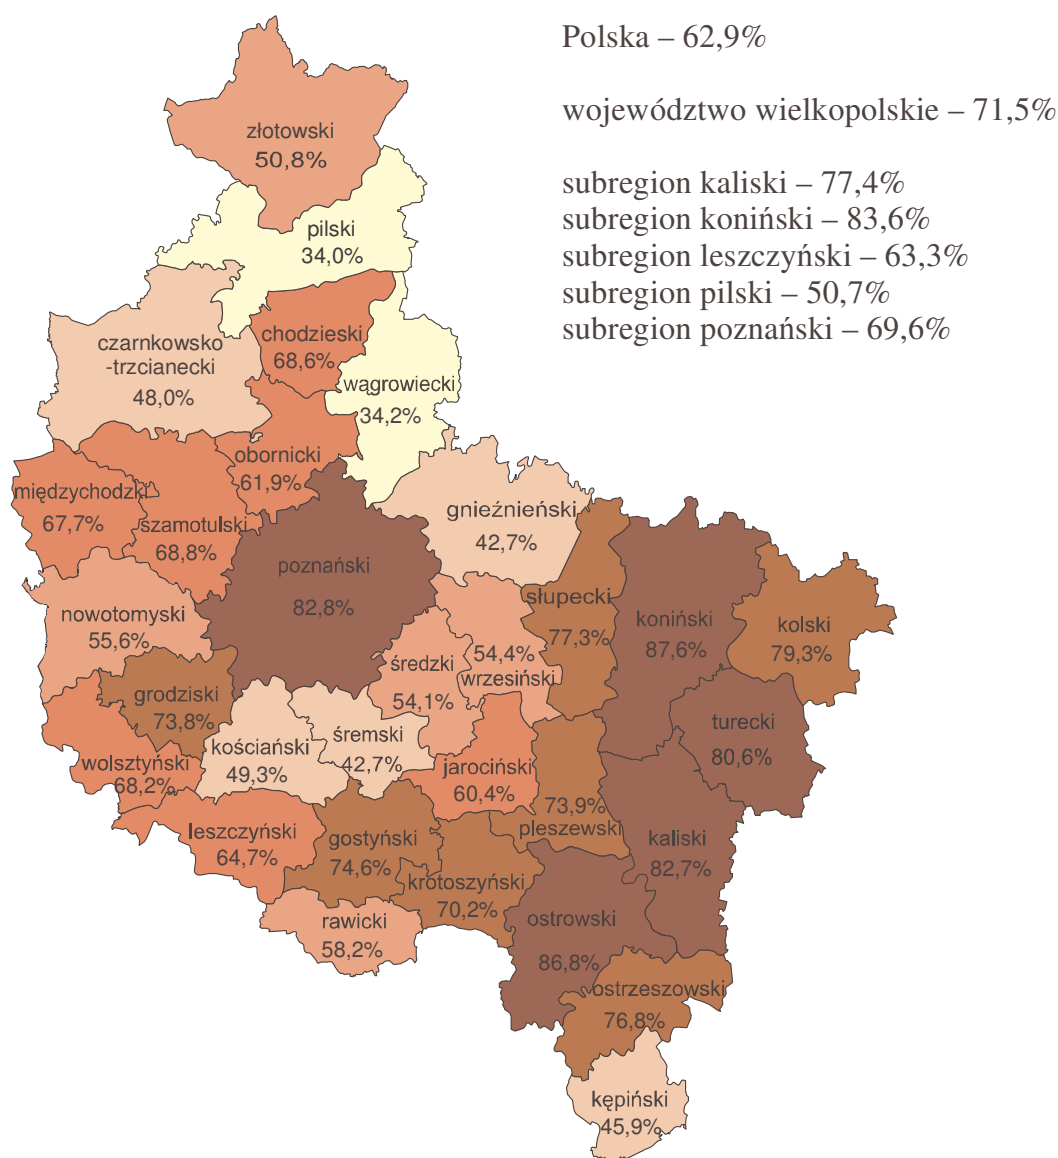 Polska – 62,9%
województwo wielkopolskie – 71,5%
subregion kaliski – 77,4%
subregion koniński – 83,6%
subregion leszczyński – 63,3%
subregion pilski – 50,7%
subregion poznański – 69,6%
złotowski
50,8%
pilski
34,0%
czarnkowsko
-trzcianecki
48,0%
chodzieski
68,6%
wągrowiecki
34,2%
obornicki
61,9%
międzychodzki
67,7%
szamotulski
68,8%
gnieźnieński
42,7%
poznański
82,8%
nowotomyski
55,6%
słupecki
77,3%
koniński
87,6%
kolski
79,3%
średzki
54,1%
54,4%
wrzesiński
grodziski
73,8%
turecki
80,6%
wolsztyński
68,2%
kościański
49,3%
śremski
42,7%
jarociński
60,4%
73,9%
pleszewski
kaliski
82,7%
leszczyński
64,7%
gostyński
74,6%
krotoszyński
70,2%
rawicki
58,2%
ostrowski
86,8%
ostrzeszowski
76,8%
kępiński
45,9%